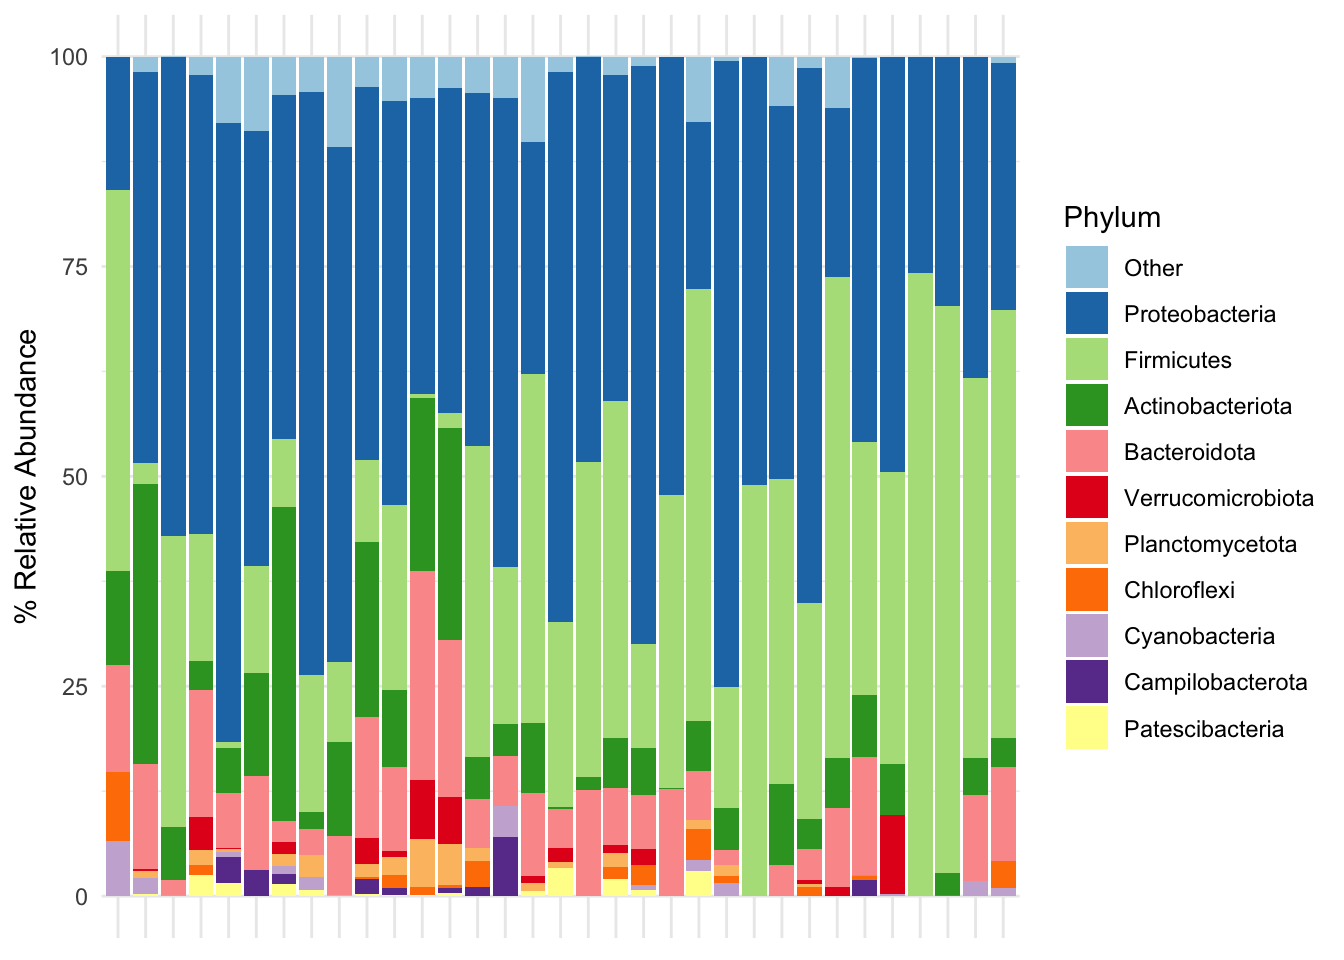 100
75
50
25
0
% Relative Abundance
Phylum
Other
Proteobacteria
Firmicutes
Actinobacteriota
Bacteroidota
Verrucomicrobiota
Planctomycetota
Chloroflexi
Cyanobacteria
Campilobacterota
Patescibacteria